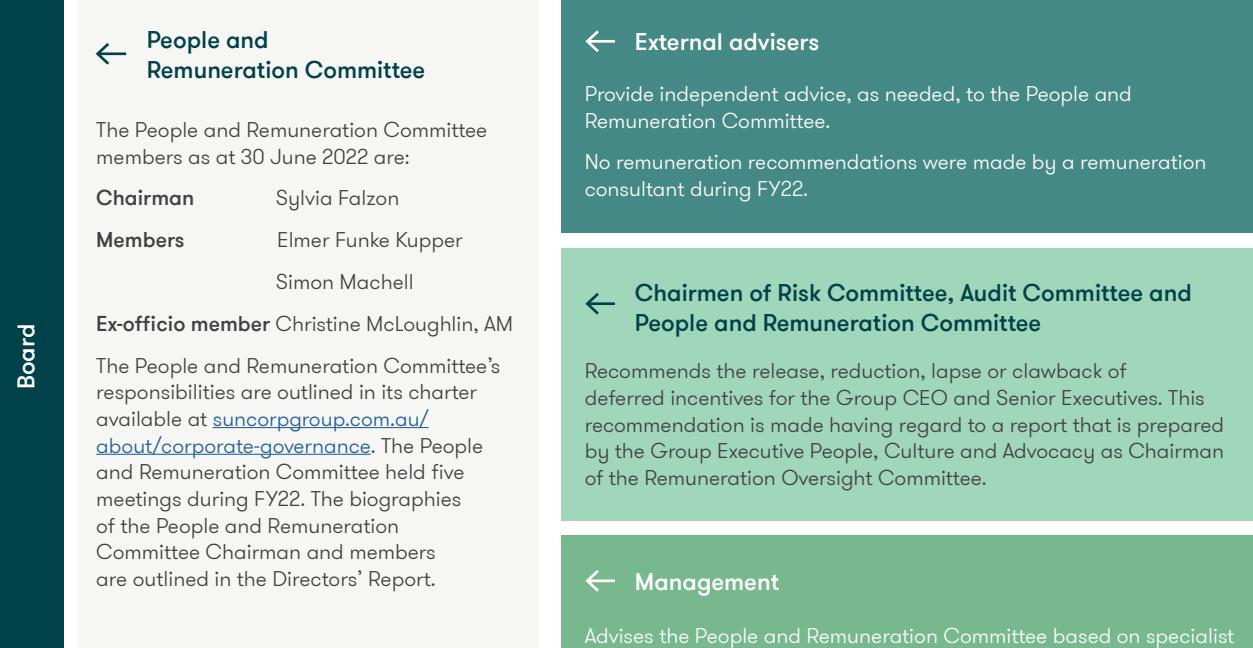 Board
People and
Remuneration Committee
The People and Remuneration Committee
members as at 30 June 2022 are:
Chairman Sylvia Falzon
Members Elmer Funke Kupper
Simon Machell
Ex-officio member Christine McLoughlin, AM
The People and Remuneration Committee’s
responsibilities are outlined in its charter
available at suncorpgroup.com.au/
about/corporate-governance. The People
and Remuneration Committee held five
meetings during FY22. The biographies
of the People and Remuneration
Committee Chairman and members
are outlined in the Directors’ Report.
External advisers
Provide independent advice, as needed, to the People and
Remuneration Committee.
No remuneration recommendations were made by a remuneration
consultant during FY22.
Chairmen of Risk Committee, Audit Committee and
People and Remuneration Committee
Recommends the release, reduction, lapse or clawback of
deferred incentives for the Group CEO and Senior Executives. This
recommendation is made having regard to a report that is prepared
by the Group Executive People, Culture and Advocacy as Chairman
of the Remuneration Oversight Committee.
Management
Advises the People and Remuneration Committee based on specialist